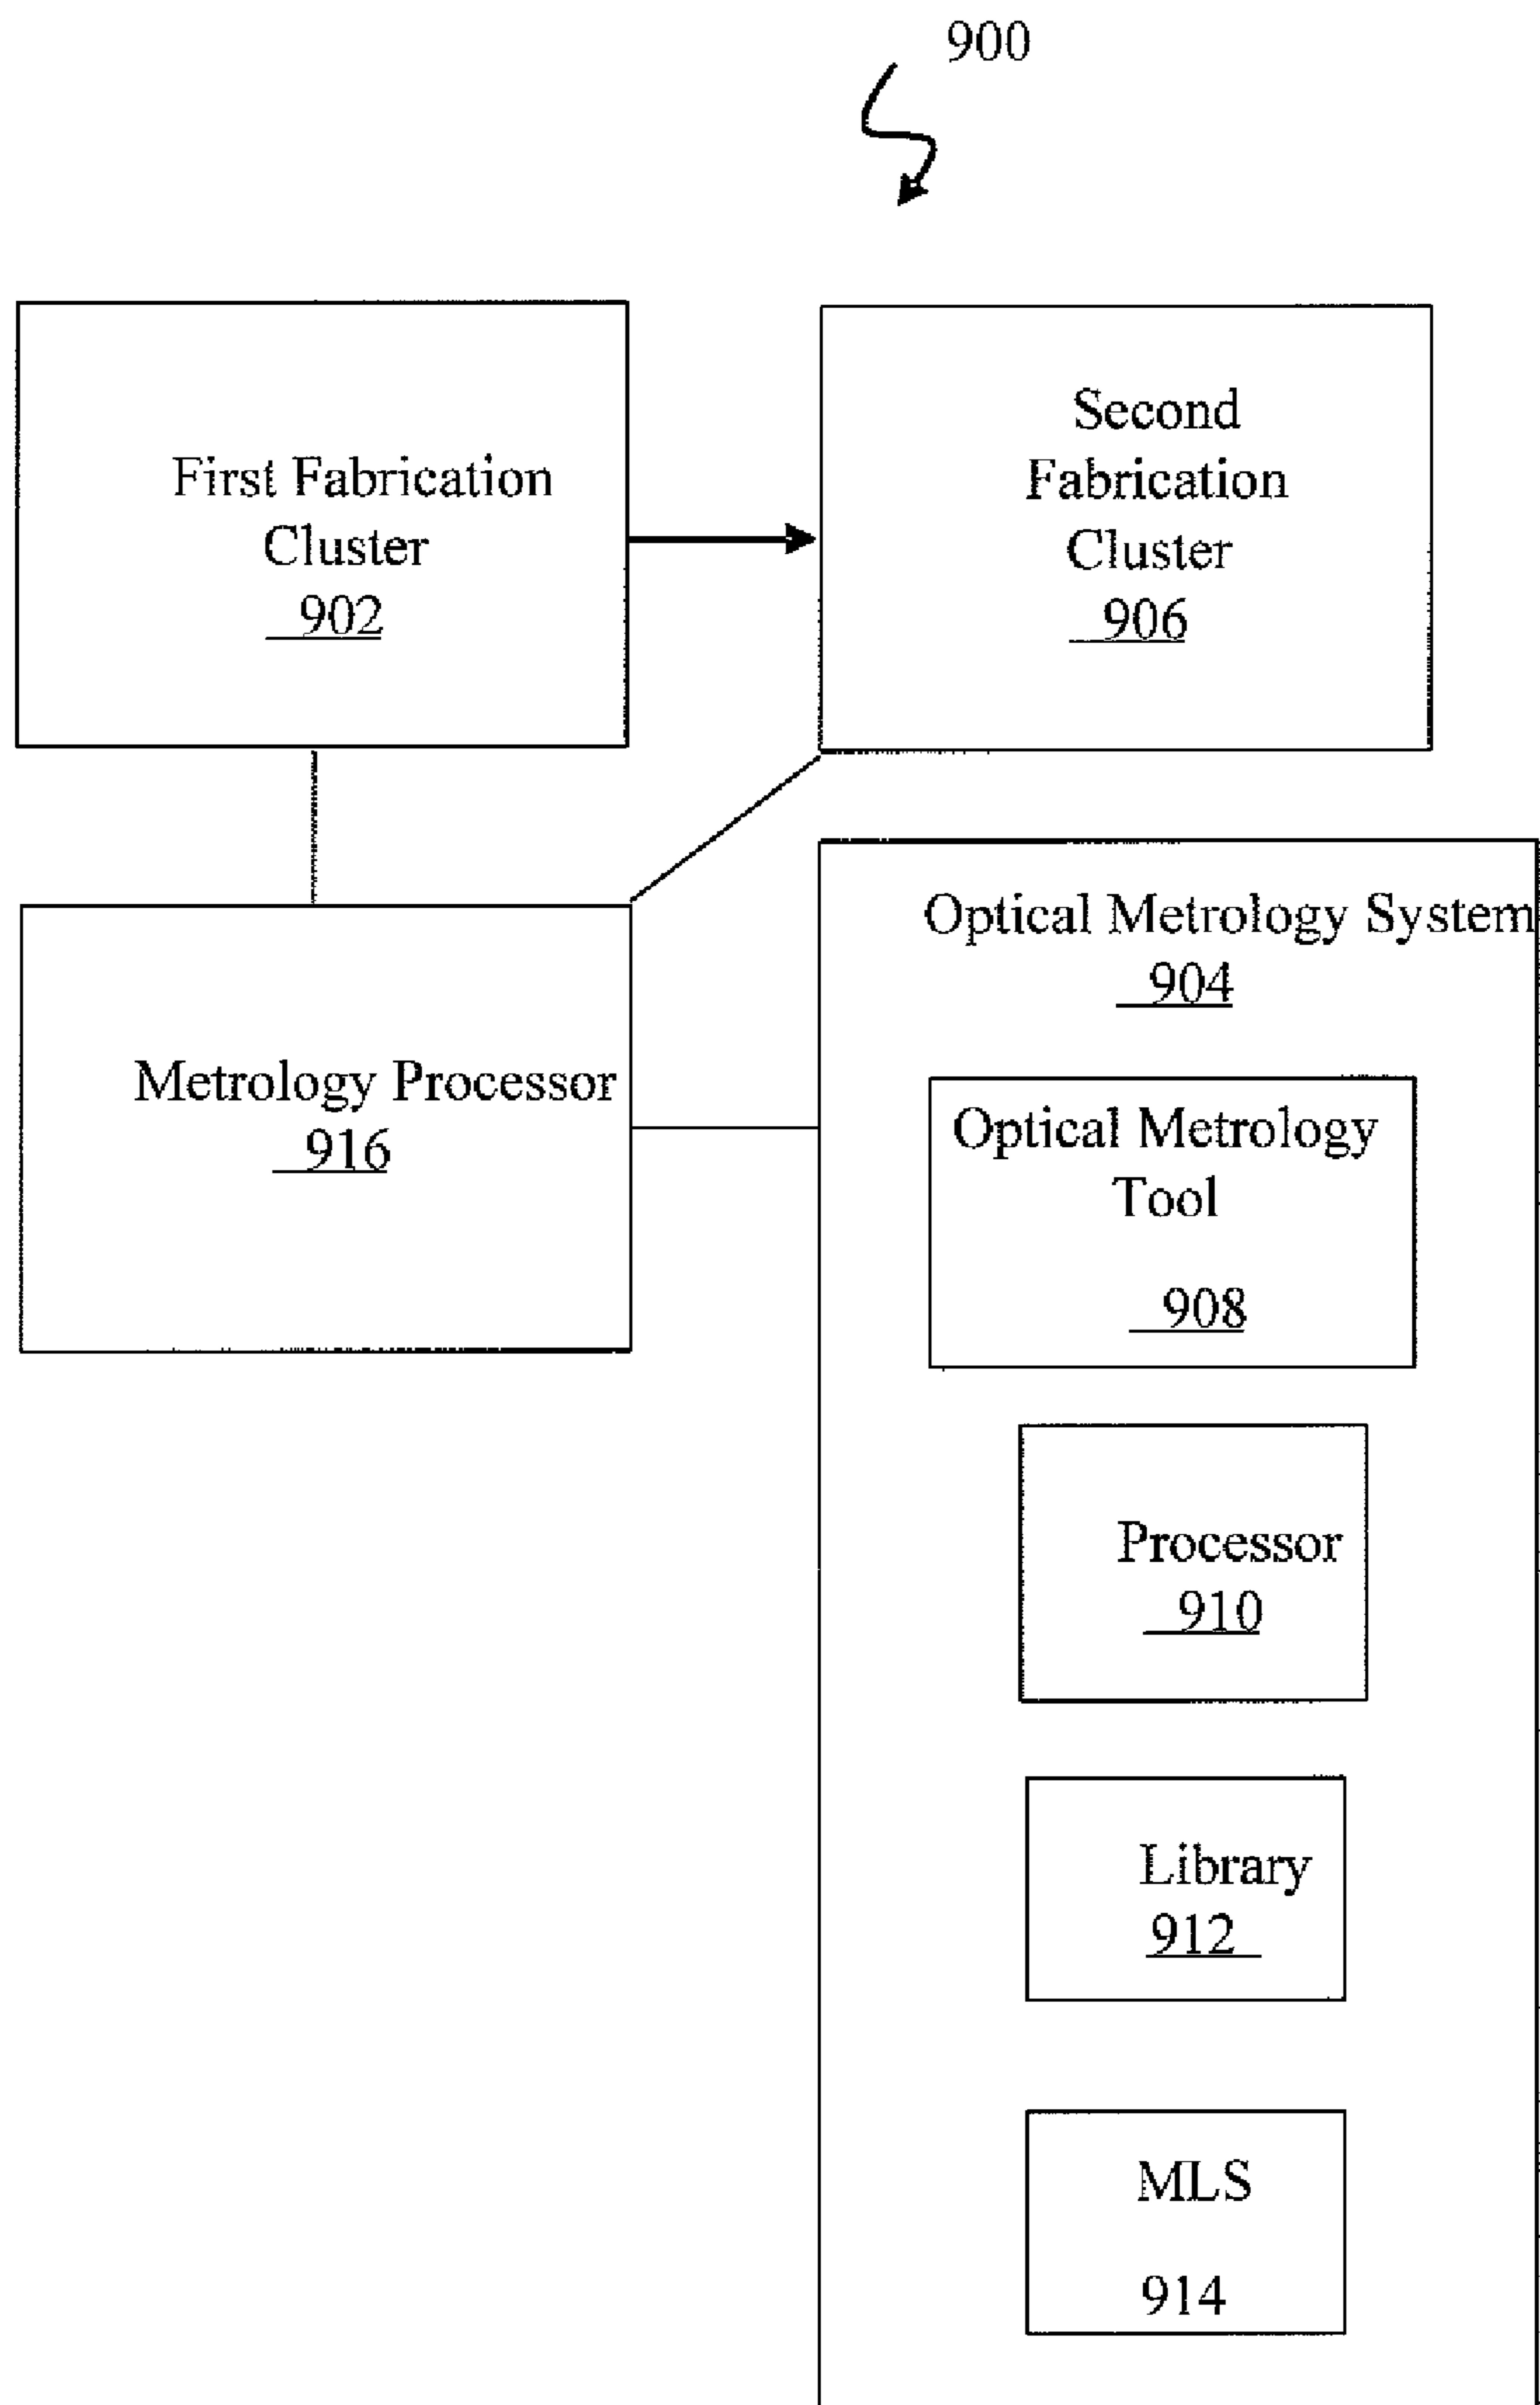 900
First Fabrication
Cluster
902
Second
Fabrication
Cluster
906
Metrology Processor
916
Optical Metrology System
904
Optical Metrology
Tool
908
Processor
910
Library
912
MLS
914